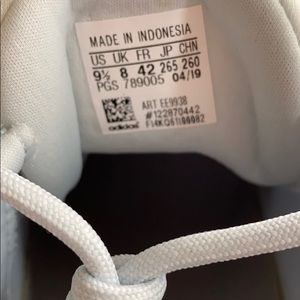 MADE IN INDONESIA
US UK FR JP CHN
9½ 8 42 265 260
PGS 789005 04/19
ART EE9938
#122870442
F14KQ61I00082
adidas